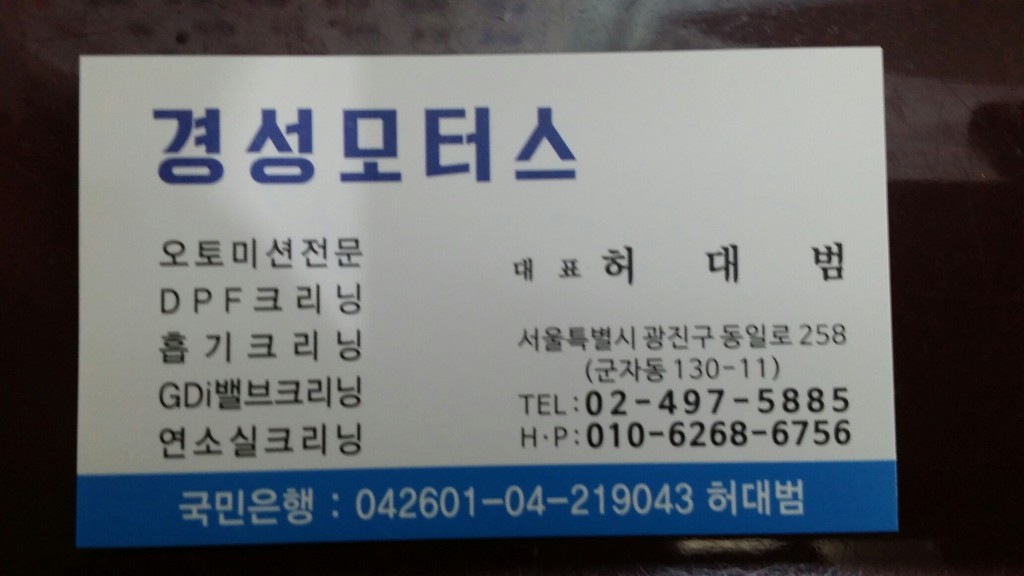 경성모터스
오토미션전문
DPF크리닝
흡기크리닝
GDi밸브크리닝
연소실크리닝
대표 허대범
서울특별시 광진구 동일로 258
(군자동 130-11)
TEL : 02-497-5885
H·P : 010-6268-6756
국민은행 : 042601-04-219043 허대범